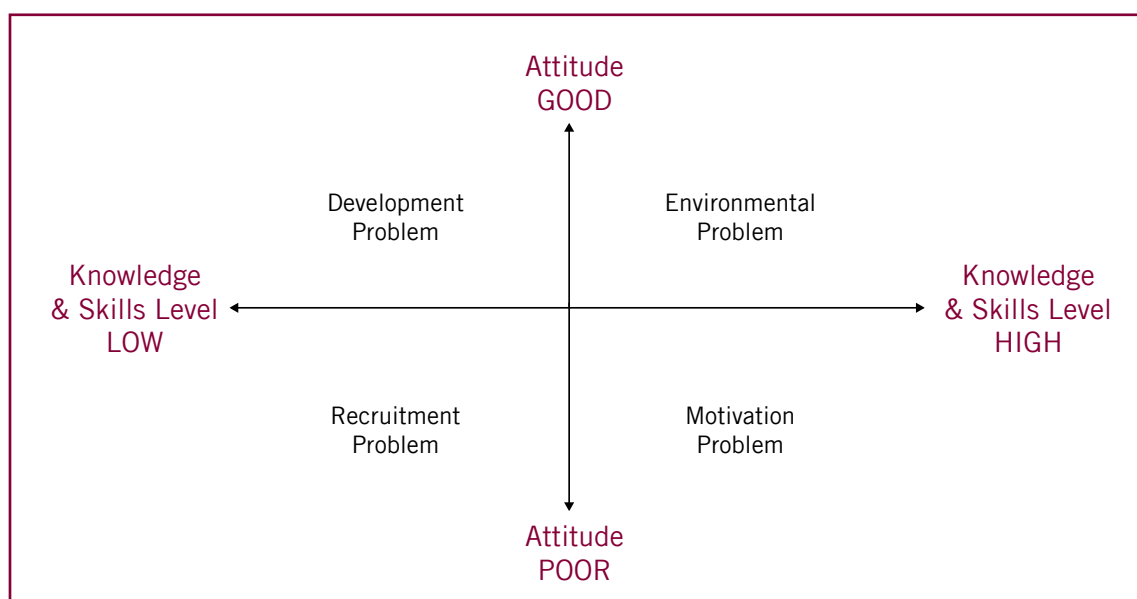 Attitude
GOOD
Development
Problem
Environmental
Problem
Knowledge
& Skills Level
LOW
Knowledge
& Skills Level
HIGH
Recruitment
Problem
Motivation
Problem
Attitude
POOR